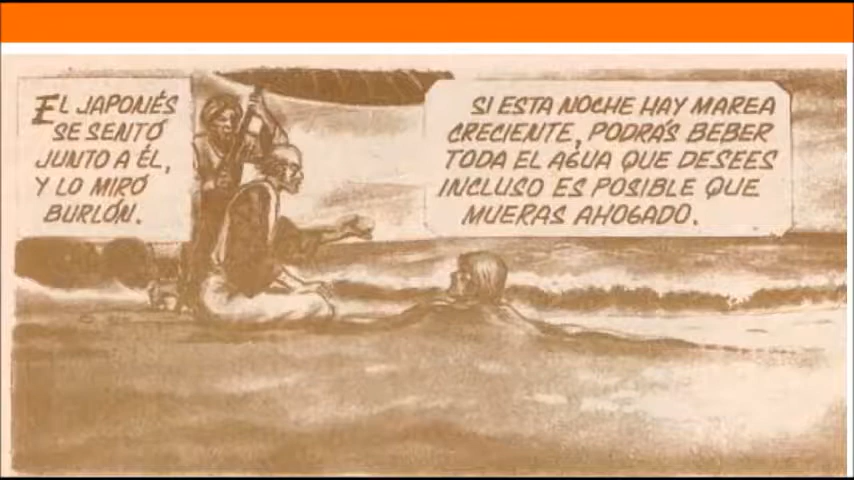 EL JAPONÉS
SE SENTÓ
JUNTO A ÉL,
Y LO MIRÓ
BURLÓN.
SI ESTA NOCHE HAY MAREA
CRECIENTE, PODRÁS BEBER
TODA EL AGUA QUE DESEES
INCLUSO ES POSIBLE QUE
MUERAS AHOGADO.